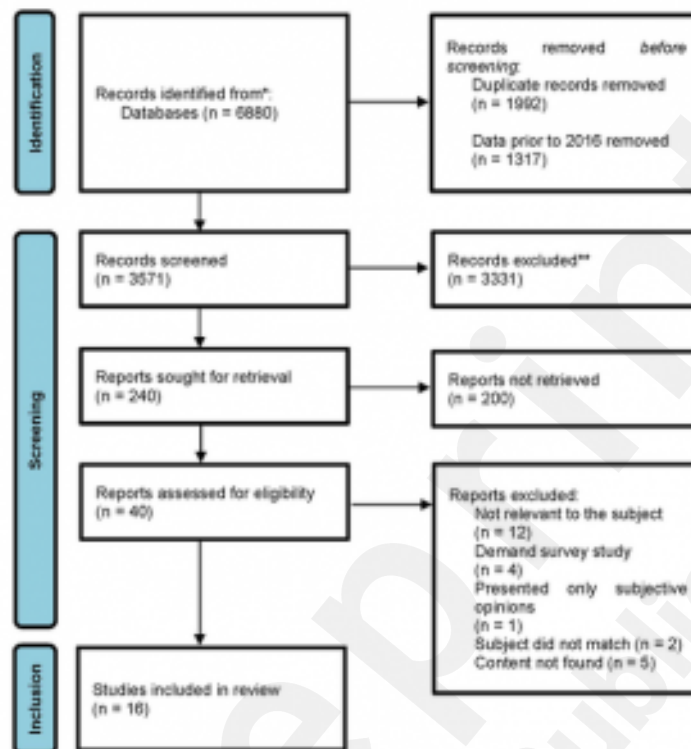 Identification
Records identified from*:
Databases (n = 6880)
Records removed before
screening:
Duplicate records removed
(n = 1992)
Data prior to 2016 removed
(n = 1317)
Screening
Records screened
(n = 3571)
Records excluded**
(n = 3331)
Reports sought for retrieval
(n = 240)
Reports not retrieved
(n = 200)
Reports assessed for eligibility
(n = 40)
Reports excluded:
Not relevant to the subject
(n = 12)
Demand survey study
(n = 4)
Presented only subjective
opinions
(n = 1)
Subject did not match (n = 2)
Content not found (n = 5)
Inclusion
Studies included in review
(n = 16)